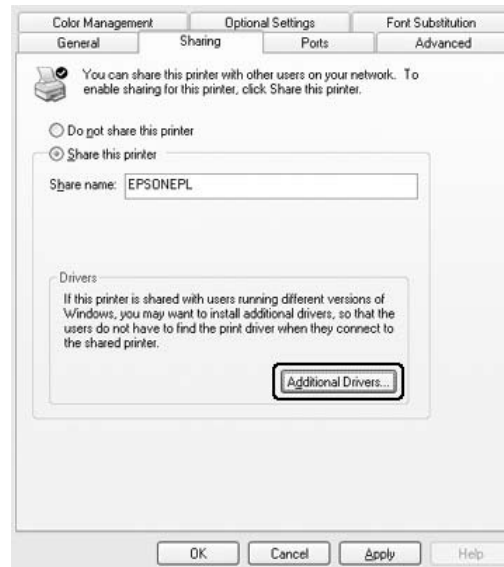 Color Management Optional Settings Font Substitution
General Sharing Ports Advanced
You can share this printer with other users on your network. To
enable sharing for this printer, click Share this printer.
Do not share this printer
Share this printer
Share name: EPSONEPL
Drivers
If this printer is shared with users running different versions of
Windows, you may want to install additional drivers, so that the
users do not have to find the print driver when they connect to
the shared printer.
Additional Drivers...
OK Cancel Apply Help